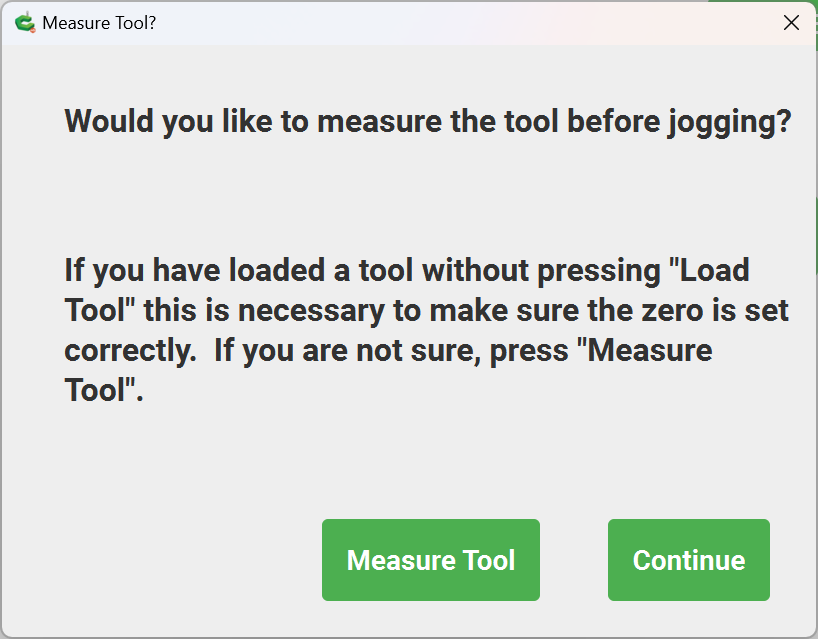 Measure Tool?
Would you like to measure the tool before jogging?
If you have loaded a tool without pressing "Load
Tool" this is necessary to make sure the zero is set
correctly.  If you are not sure, press "Measure
Tool".
Measure Tool
Continue